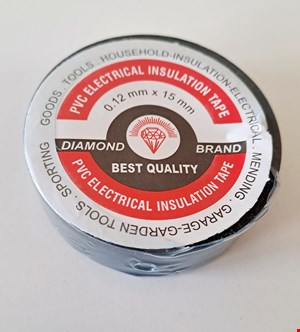 GOODS . TOOLS . HOUSEHOLD-INSULATION-ELECTRICAL . MENDING . GARAGE-GARDEN TOOLS . SPORTING
PVC ELECTRICAL INSULATION TAPE
0.12 mm x 15 mm
DIAMOND BRAND
BEST QUALITY
PVC ELECTRICAL INSULATION TAPE